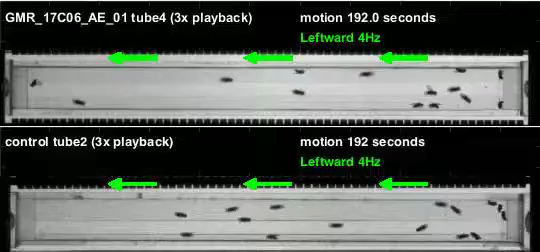 GMR_17C06_AE_01 tube4 (3x playback) motion 192.0 seconds
Leftward 4Hz
control tube2 (3x playback) motion 192 seconds
Leftward 4Hz